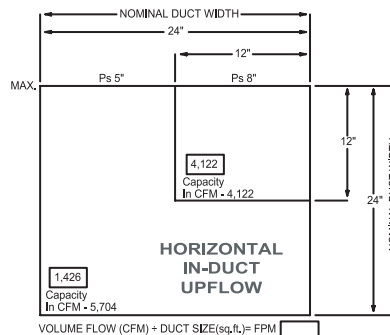 NOMINAL DUCT WIDTH
24"
12"
MAX.
Ps 5"
Ps 8"
12"
24"
4,122
Capacity
In CFM - 4,122
1,426
Capacity
In CFM - 5,704
HORIZONTAL
IN-DUCT
UPFLOW
VOLUME FLOW (CFM) ÷ DUCT SIZE(sq.ft.)= FPM